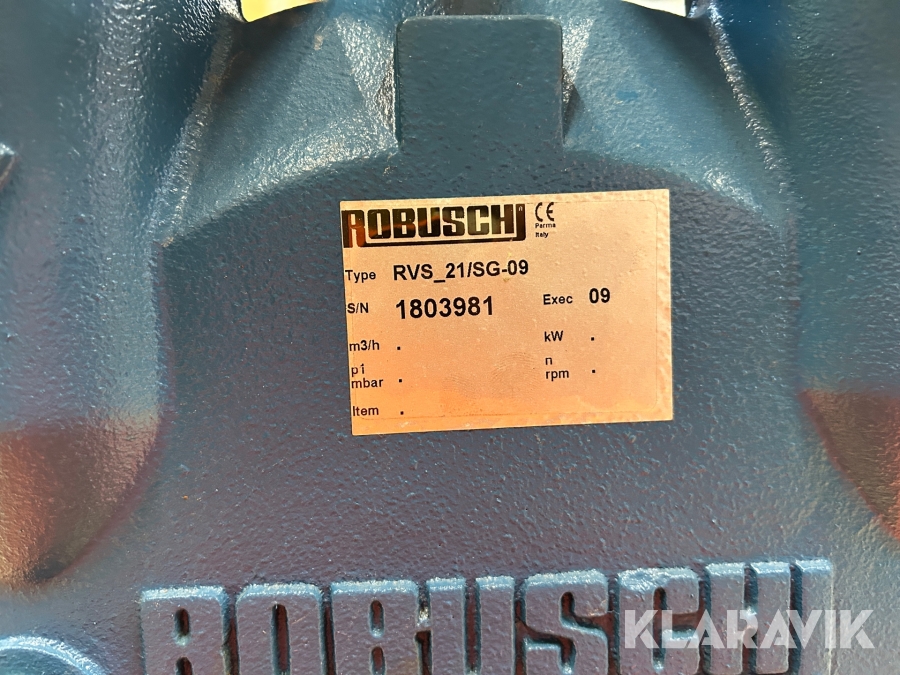 ROBUSCHI CE
Parma
Italy
Type RVS_21/SG-09
S/N 1803981 Exec 09
m3/h . kW .
p1 mbar . n rpm .
Item .
ROBUSCHI
KLARAVIK